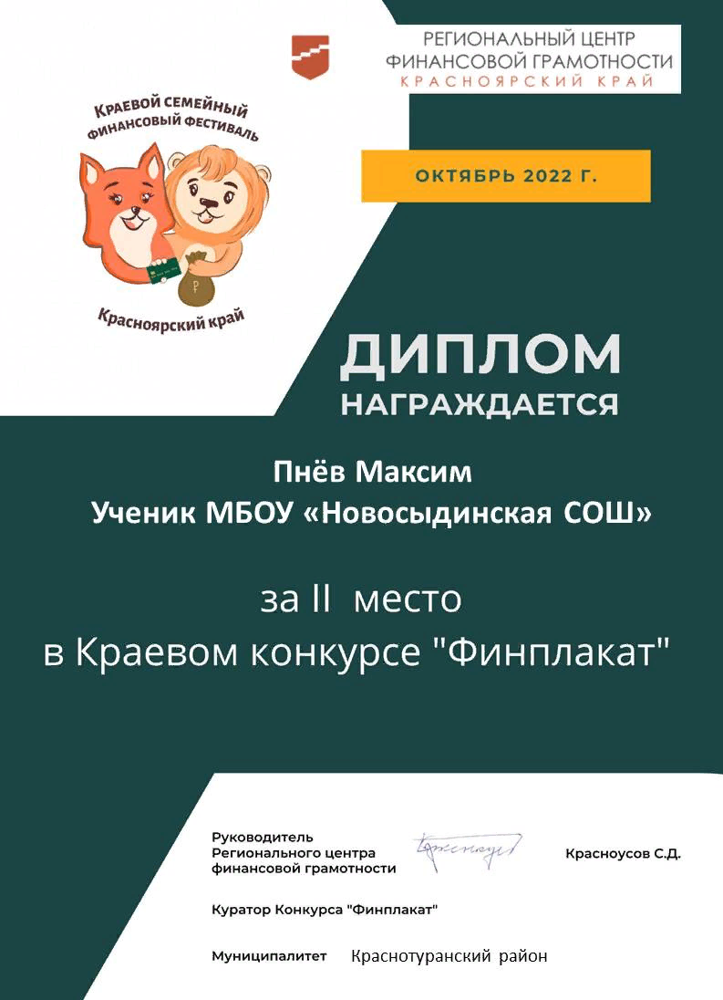 РЕГИОНАЛЬНЫЙ ЦЕНТР
ФИНАНСОВОЙ ГРАМОТНОСТИ
КРАСНОЯРСКИЙ КРАЙ
КРАЕВОЙ СЕМЕЙНЫЙ
ФИНАНСОВЫЙ ФЕСТИВАЛЬ
Красноярский край
ОКТЯБРЬ 2022 Г.
ДИПЛОМ
НАГРАЖДАЕТСЯ
Пнёв Максим
Ученик МБОУ «Новосыдинская СОШ»
за II место
в Краевом конкурсе "Финплакат"
Руководитель
Регионального центра
финансовой грамотности
Красноусов С.Д.
Куратор Конкурса "Финплакат"
Муниципалитет Краснотуранский район